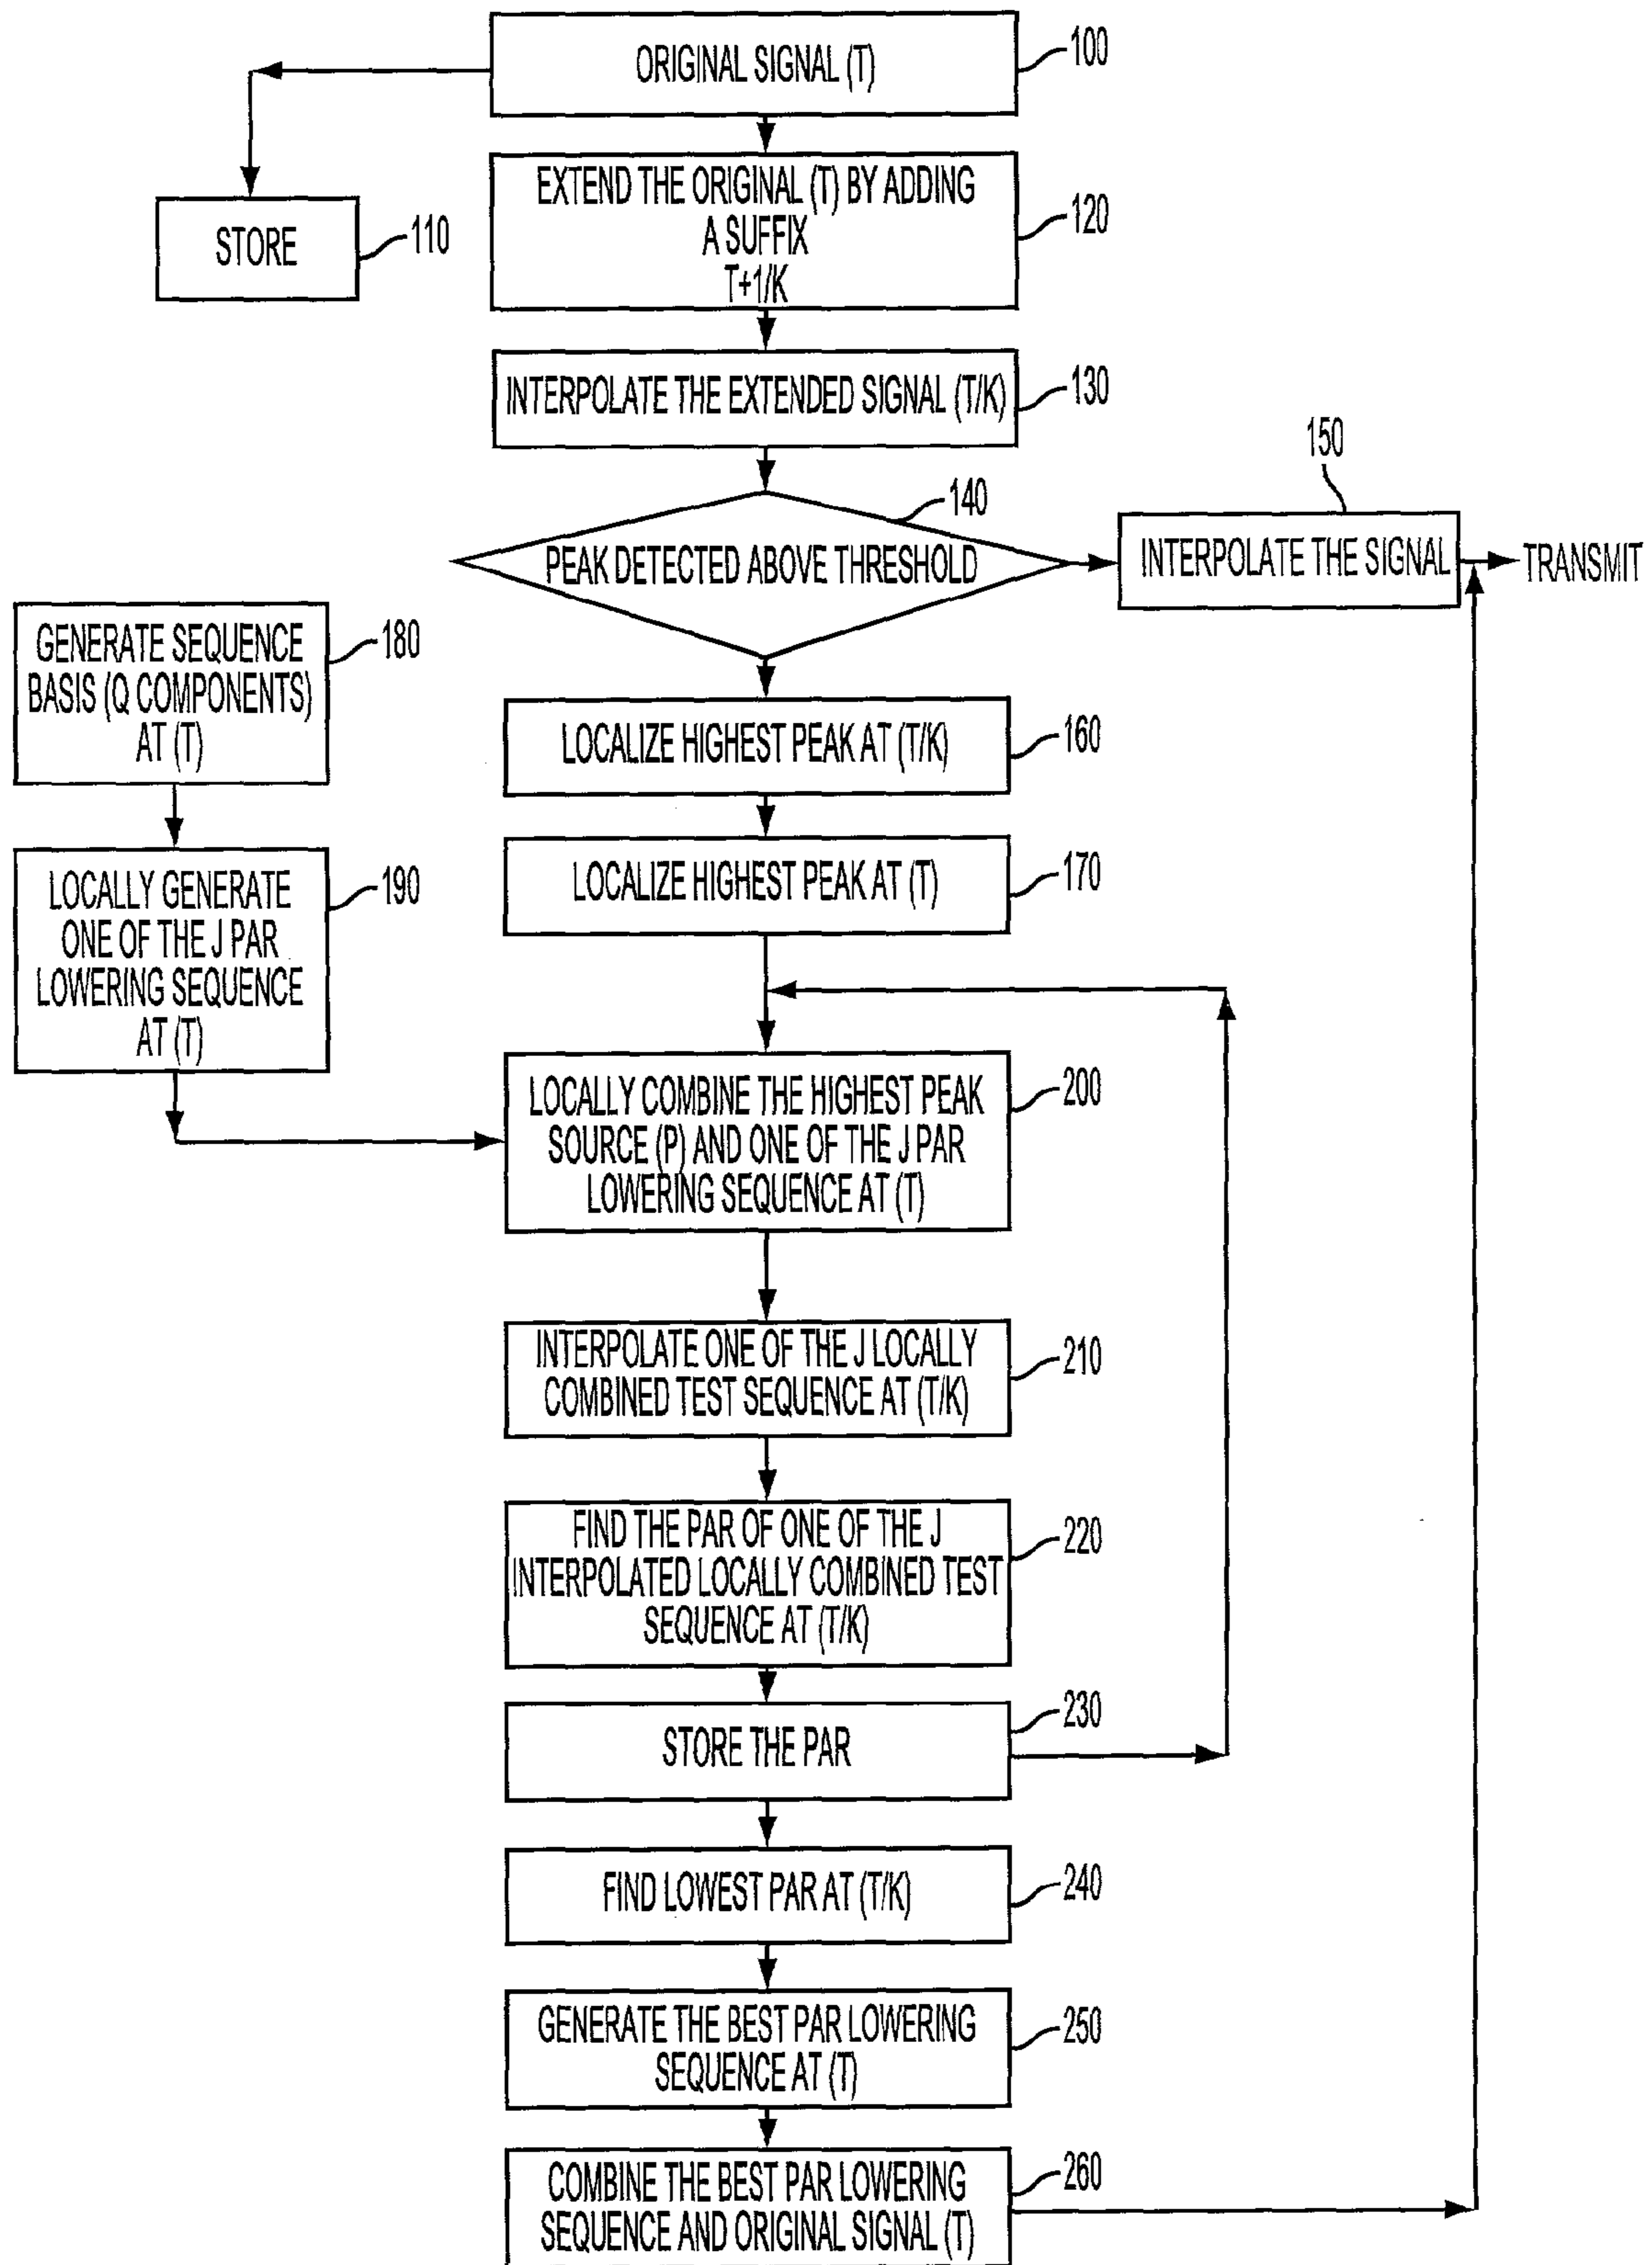 ORIGINAL SIGNAL (T)
100
STORE
110
EXTEND THE ORIGINAL (T) BY ADDING
A SUFFIX
T+1/K
120
INTERPOLATE THE EXTENDED SIGNAL (T/K)
130
PEAK DETECTED ABOVE THRESHOLD
140
150
INTERPOLATE THE SIGNAL
TRANSMIT
GENERATE SEQUENCE
BASIS (Q COMPONENTS)
AT (T)
180
LOCALIZE HIGHEST PEAK AT (T/K)
160
LOCALIZE HIGHEST PEAK AT (T)
170
LOCALLY GENERATE
ONE OF THE J PAR
LOWERING SEQUENCE
AT (T)
190
LOCALLY COMBINE THE HIGHEST PEAK
SOURCE (P) AND ONE OF THE J PAR
LOWERING SEQUENCE AT (T)
200
INTERPOLATE ONE OF THE J LOCALLY
COMBINED TEST SEQUENCE AT (T/K)
210
FIND THE PAR OF ONE OF THE J
INTERPOLATED LOCALLY COMBINED TEST
SEQUENCE AT (T/K)
220
STORE THE PAR
230
FIND LOWEST PAR AT (T/K)
240
GENERATE THE BEST PAR LOWERING
SEQUENCE AT (T)
250
COMBINE THE BEST PAR LOWERING
SEQUENCE AND ORIGINAL SIGNAL (T)
260